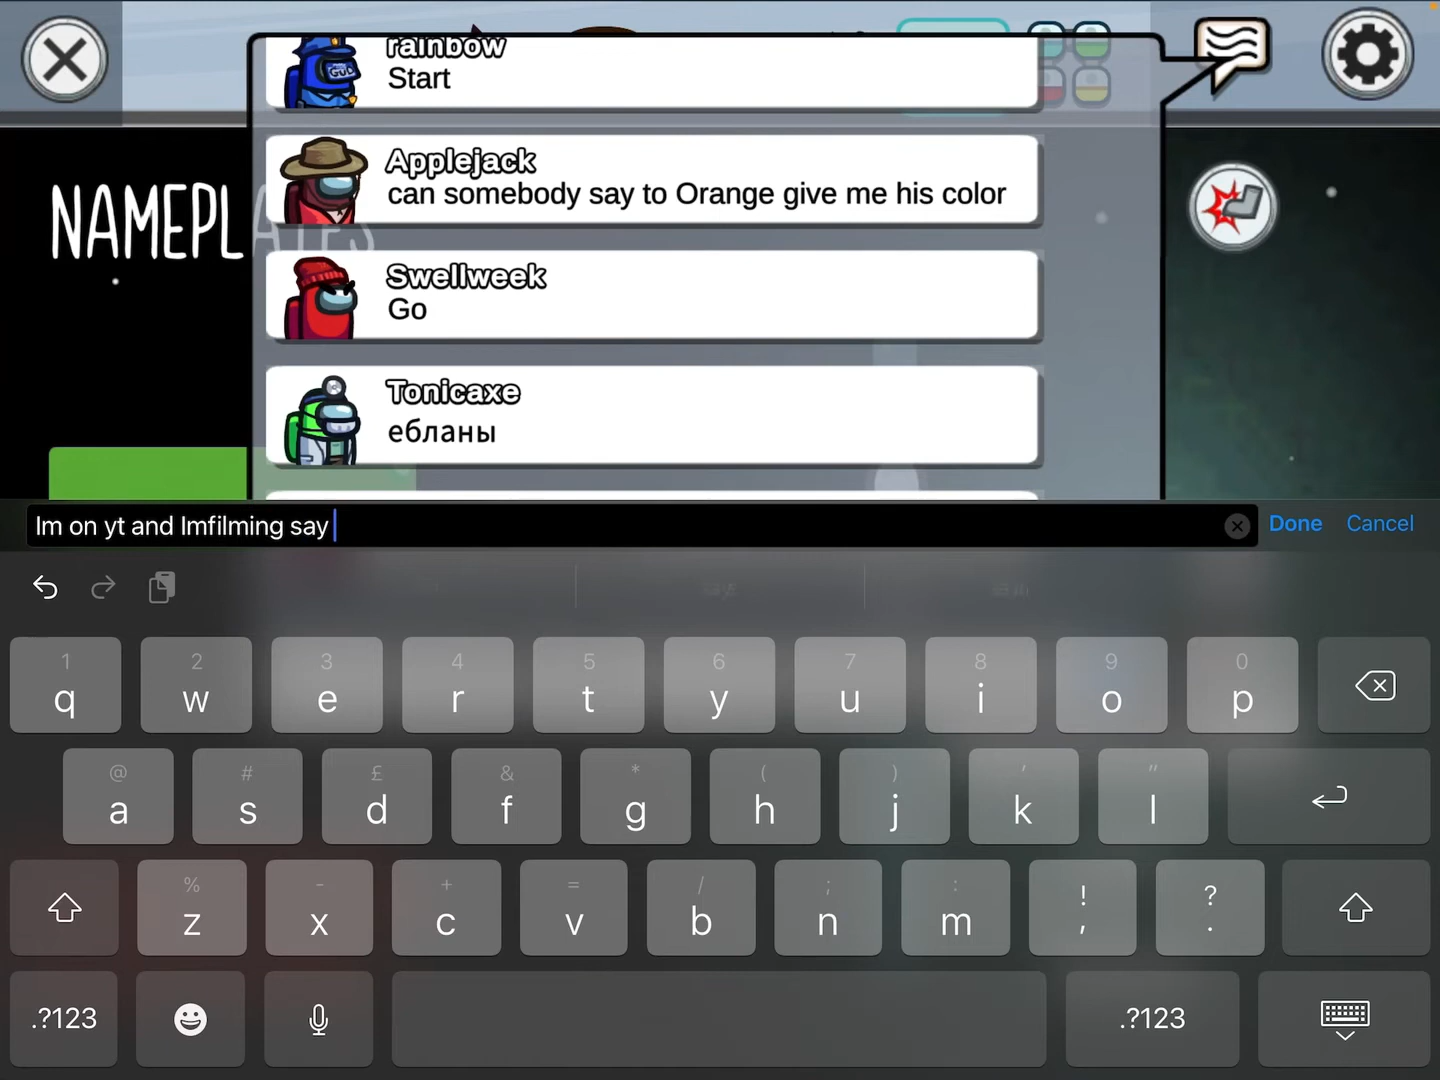 rainbow
Start
Applejack
can somebody say to Orange give me his color
NAMEPLATES
Swellweek
Go
Tonicaxe
ебланы
Im on yt and Imfilming say
Done Cancel
1 2 3 4 5 6 7 8 9 0
q w e r t y u i o p
@ # £ & * ( ) ' "
a s d f g h j k l
% - + = / ; : ! ?
z x c v b n m , .
.?123 .?123